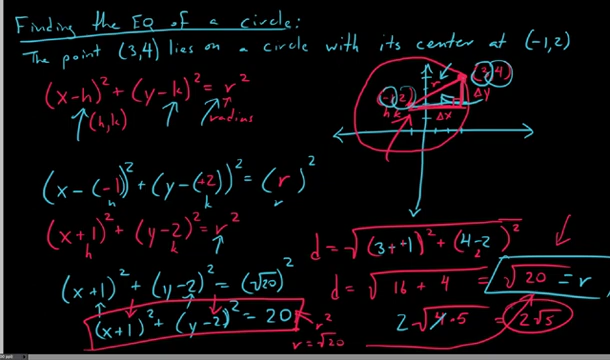 Finding the EQ of a circle:
The point (3,4) lies on a circle with its center at (-1,2)
(x-h)² + (y-k)² = r²
(h,k)
radius
(-1,2)
h k
r
(3,4)
Δy
Δx
(x-(-1))² + (y-(+2))² = (r)²
h k r
(x+1)² + (y-2)² = r²
h k
(x+1)² + (y-2)² = (√20)²
(x+1)² + (y-2)² = 20
r²
r = √20
d = √(3++1)² + (4-2)²
d = √16 + 4 = √20 = r
2√4·5 = 2√5